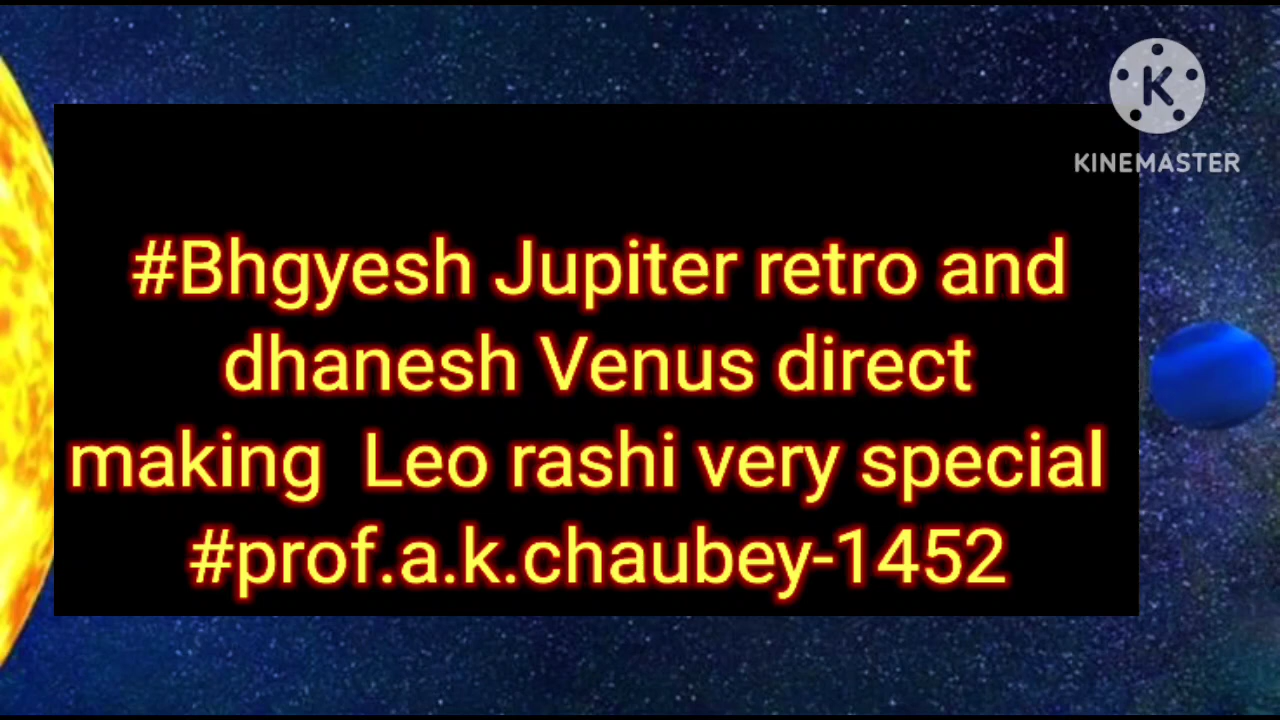 K
KINEMASTER
#Bhgyesh Jupiter retro and
dhanesh Venus direct
making  Leo rashi very special
#prof.a.k.chaubey-1452